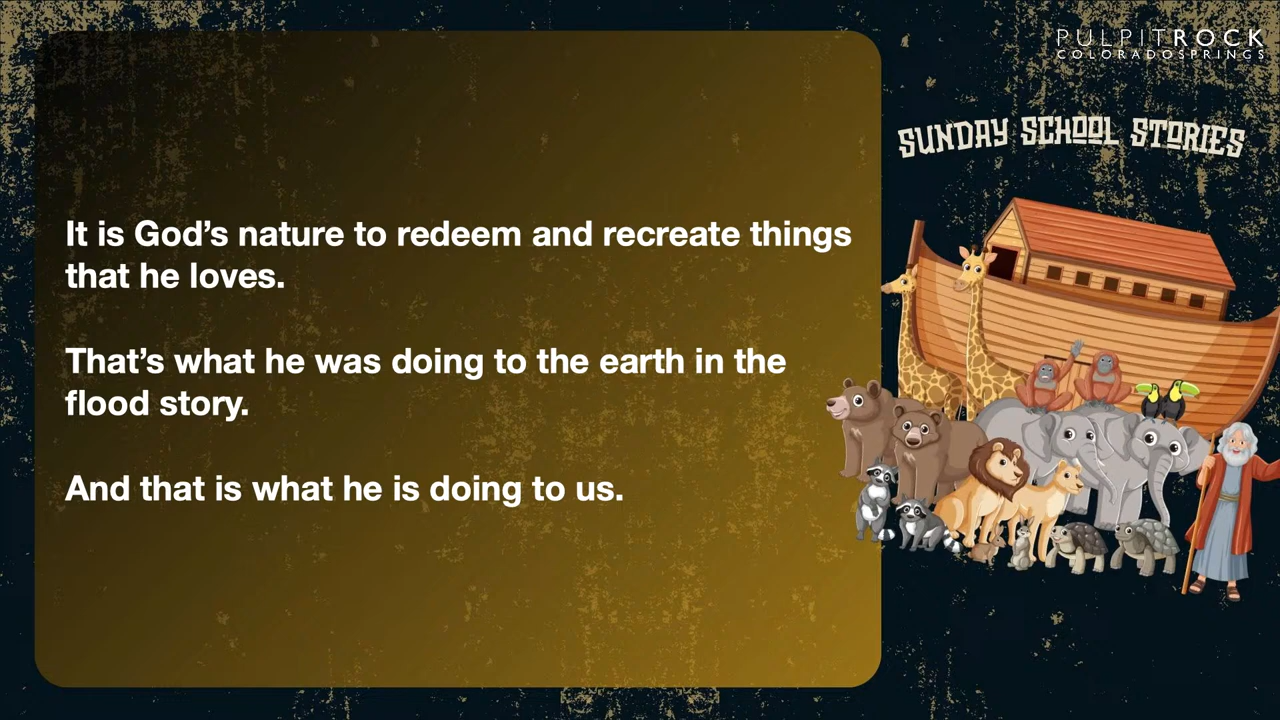 PULPITROCK
COLORADOSPRINGS
SUNDAY SCHOOL STORIES
It is God’s nature to redeem and recreate things
that he loves.
That’s what he was doing to the earth in the
flood story.
And that is what he is doing to us.